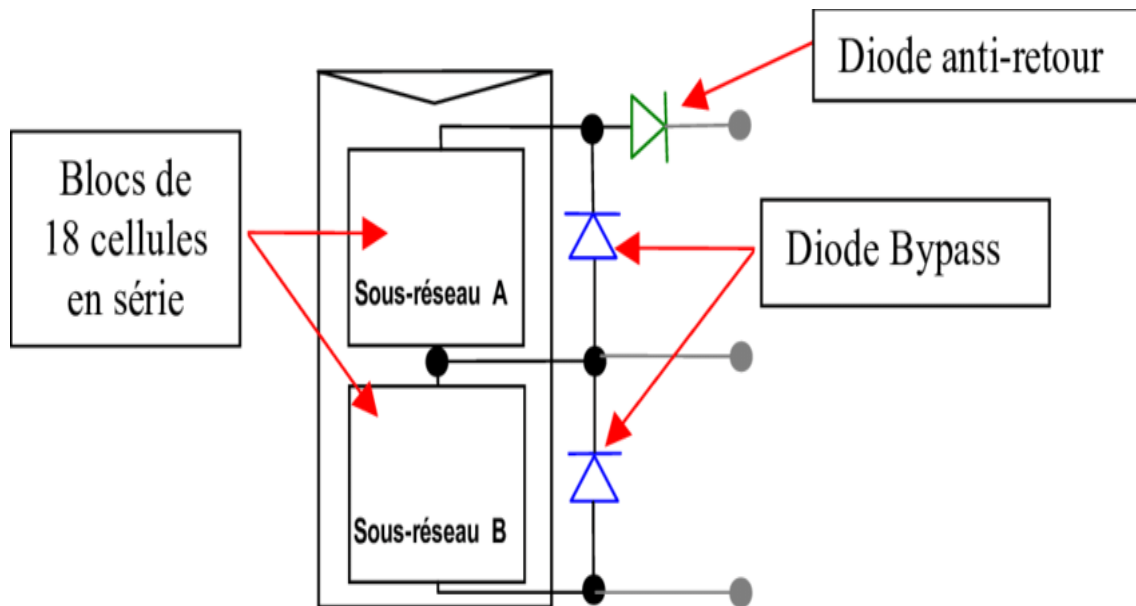 Diode anti-retour
Blocs de
18 cellules
en série
Diode Bypass
Sous-réseau A
Sous-réseau B